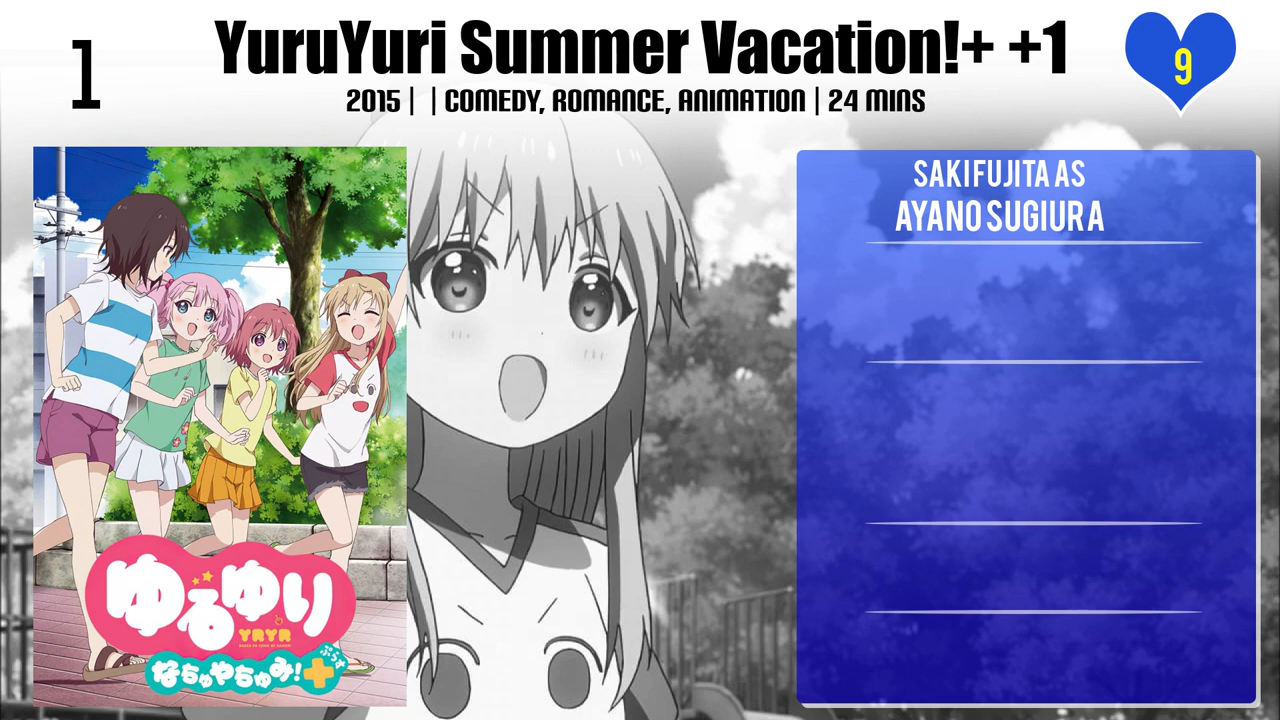 1
YuruYuri Summer Vacation!+ +1
9
2015 | | COMEDY, ROMANCE, ANIMATION | 24 MINS
SAKI FUJITA AS
AYANO SUGIURA
ゆるゆり
YRYR
なちゅやちゅみ!+
ぷらす